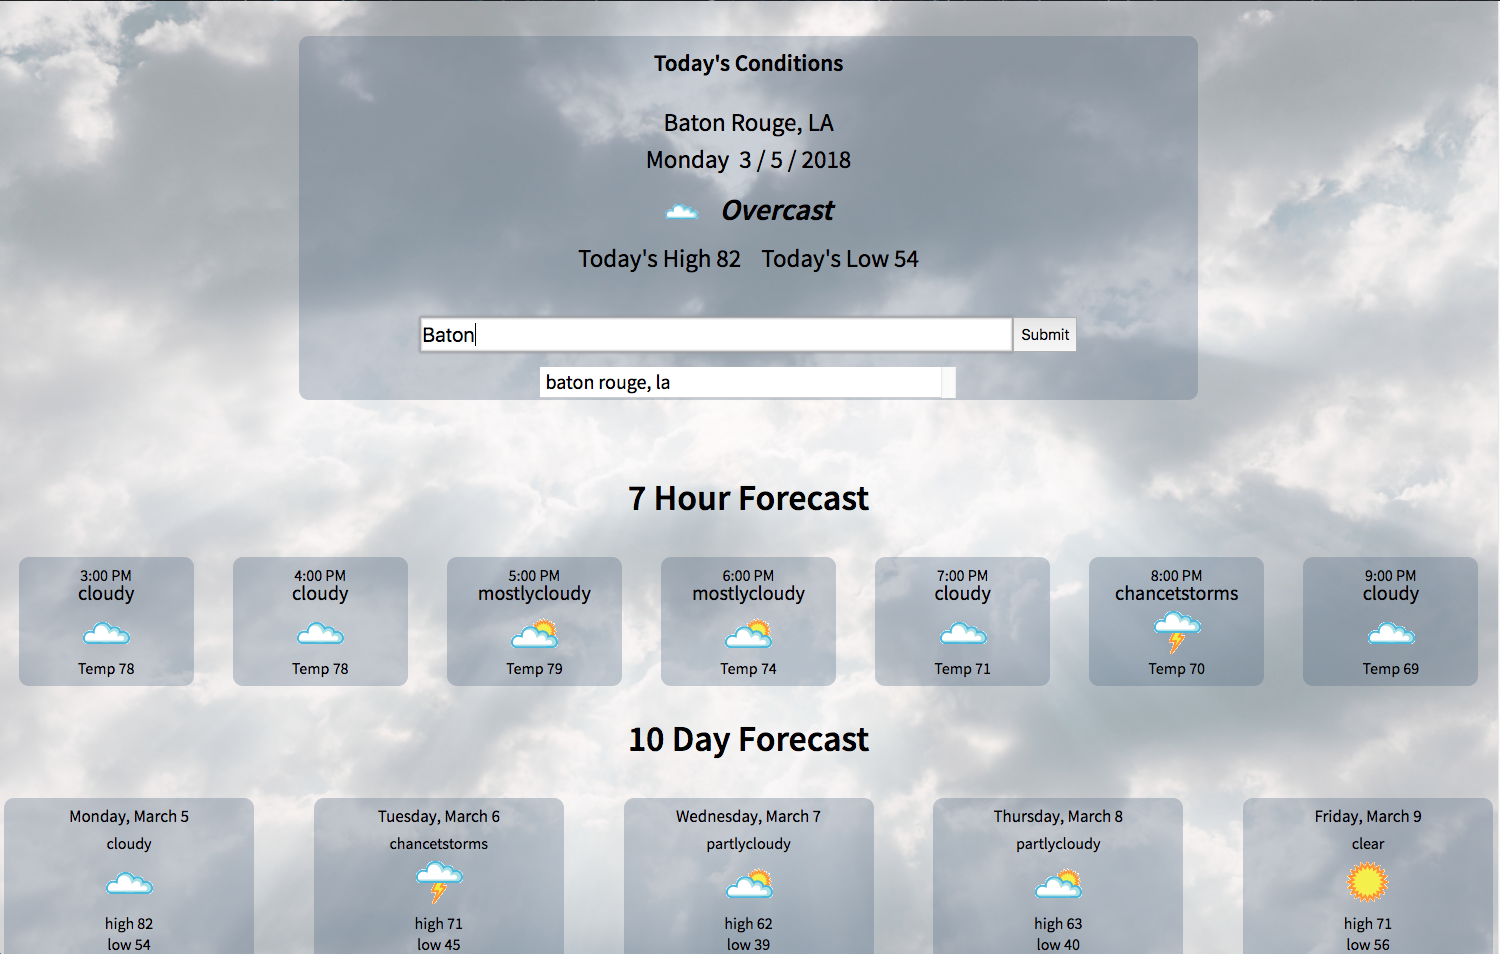 Today's Conditions
Baton Rouge, LA
Monday 3 / 5 / 2018
Overcast
Today's High 82 Today's Low 54
Baton
Submit
baton rouge, la
7 Hour Forecast
3:00 PM
cloudy
Temp 78
4:00 PM
cloudy
Temp 78
5:00 PM
mostlycloudy
Temp 79
6:00 PM
mostlycloudy
Temp 74
7:00 PM
cloudy
Temp 71
8:00 PM
chancetstorms
Temp 70
9:00 PM
cloudy
Temp 69
10 Day Forecast
Monday, March 5
cloudy
high 82
low 54
Tuesday, March 6
chancetstorms
high 71
low 45
Wednesday, March 7
partlycloudy
high 62
low 39
Thursday, March 8
partlycloudy
high 63
low 40
Friday, March 9
clear
high 71
low 56